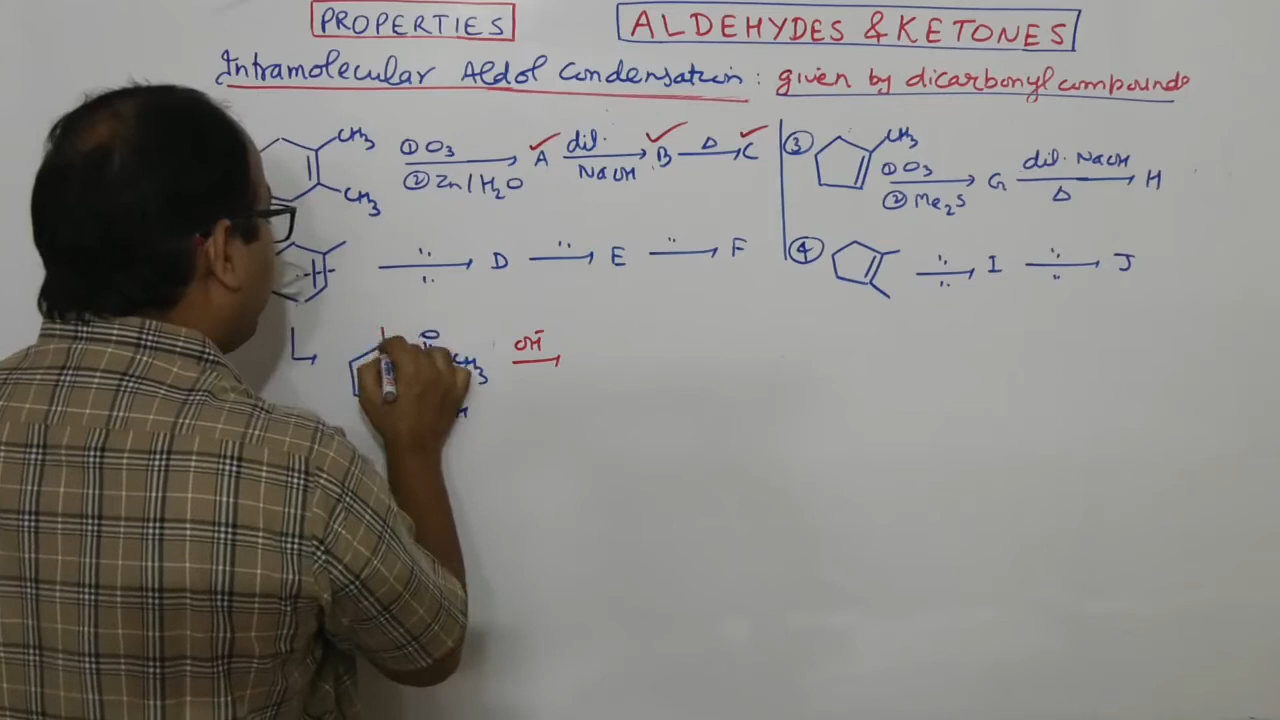 PROPERTIES
ALDEHYDES & KETONES
Intramolecular Aldol Condensation: given by dicarbonyl compounds
CH3
CH3
① O3
② Zn/H2O
A
dil.
NaOH
B
Δ
C
D
E
F
③
CH3
① O3
② Me2S
G
dil. NaOH
Δ
H
④
I
J
O
CH3
H
OH-